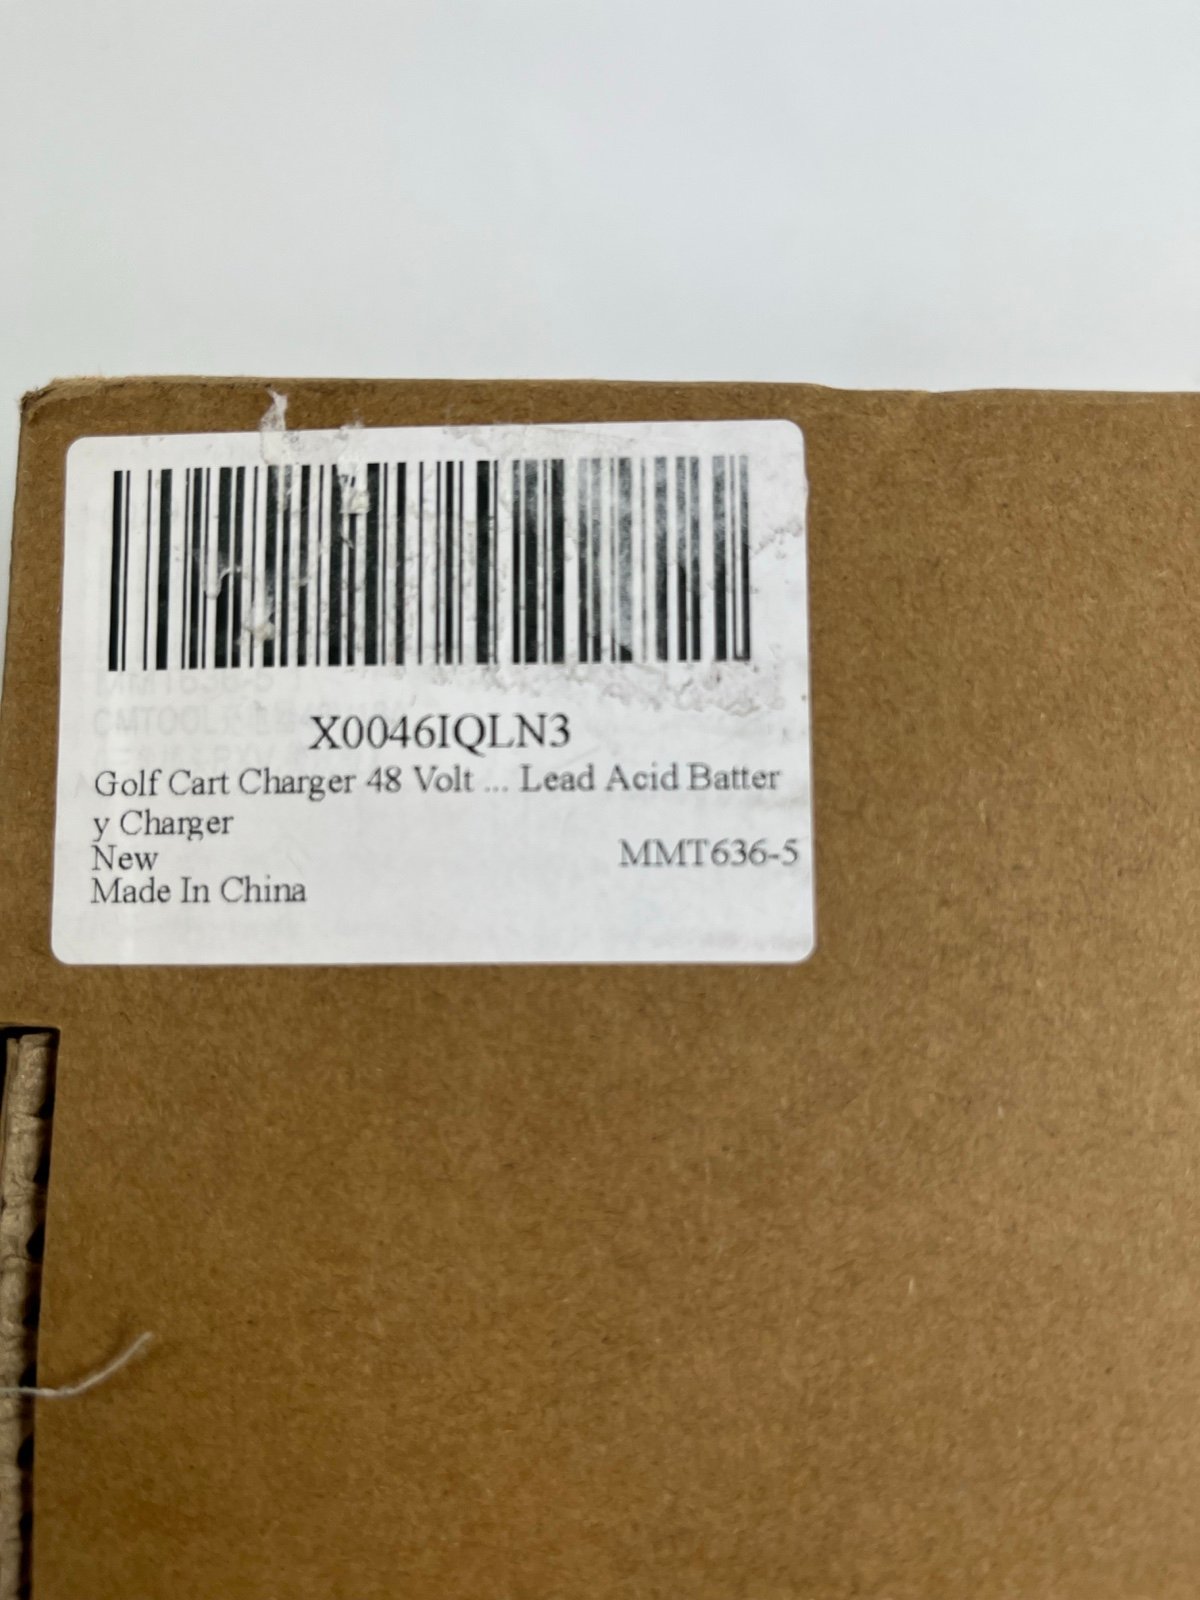 X0046IQLN3
Golf Cart Charger 48 Volt ... Lead Acid Batter
y Charger
New
MMT636-5
Made In China